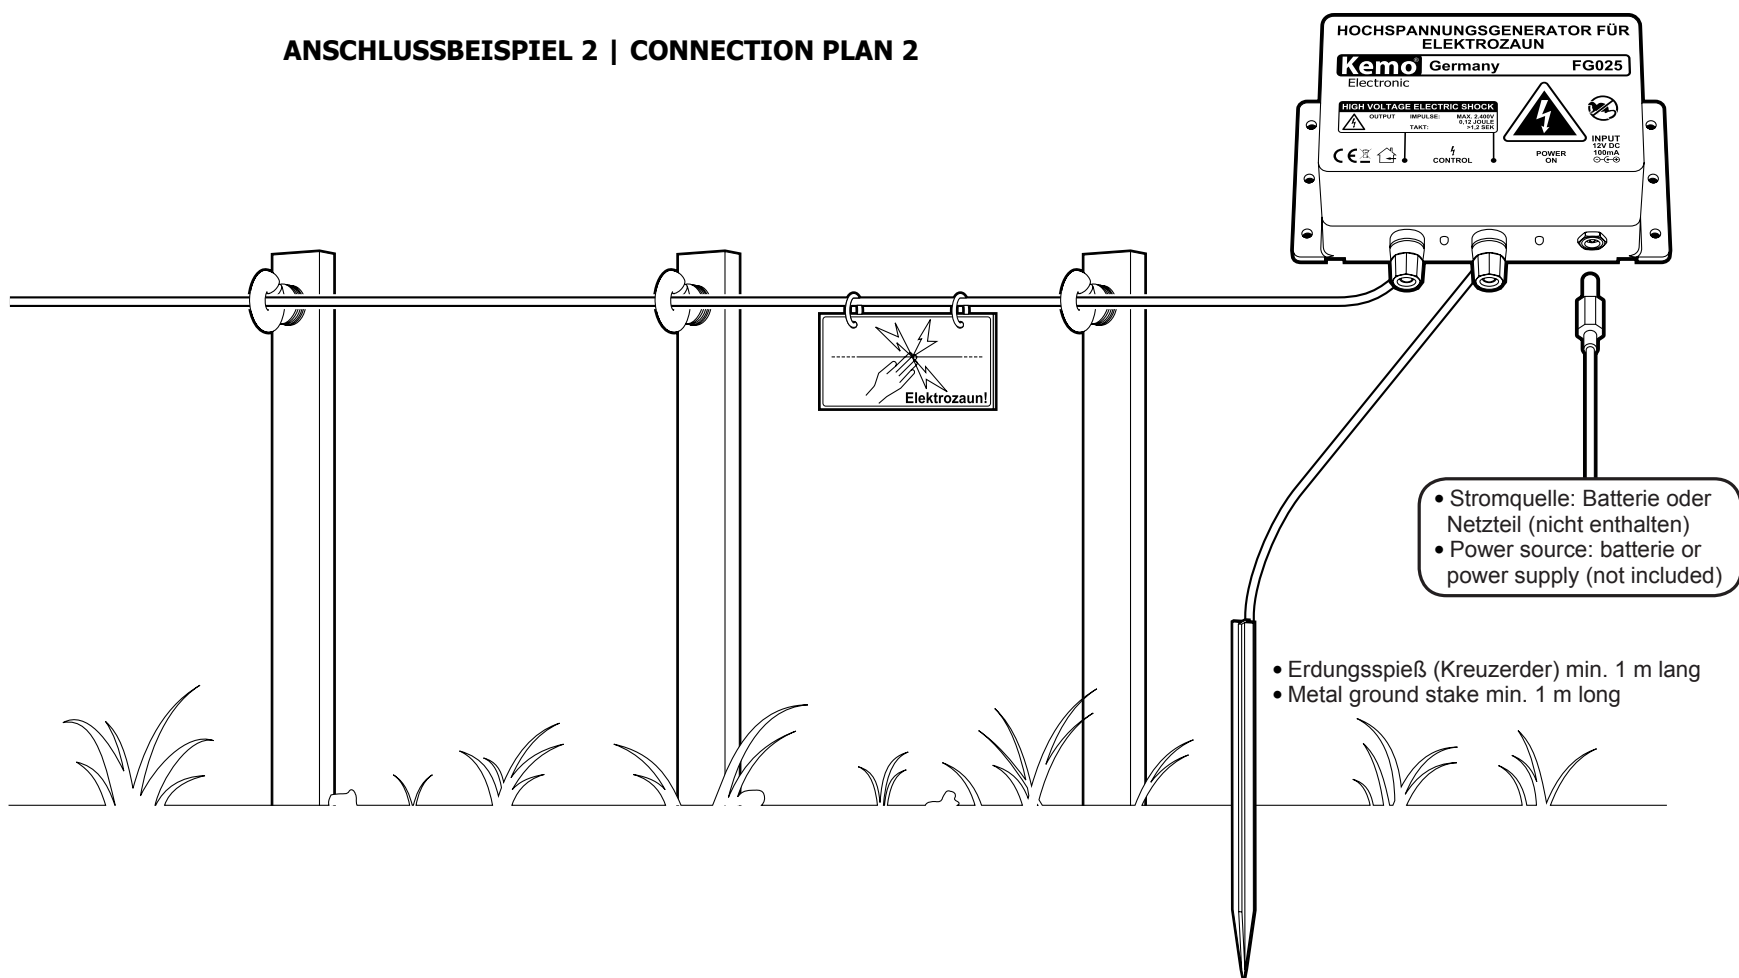 ANSCHLUSSBEISPIEL 2 | CONNECTION PLAN 2
HOCHSPANNUNGSGENERATOR FÜR
ELEKTROZAUN
Kemo® Germany FG025
Electronic
HIGH VOLTAGE ELECTRIC SHOCK
OUTPUT IMPULSE: MAX. 2.400V
0,12 JOULE
TAKT: >1,2 SEK
CE
CONTROL
POWER
ON
INPUT
12V DC
100mA
Elektrozaun!
• Stromquelle: Batterie oder
Netzteil (nicht enthalten)
• Power source: batterie or
power supply (not included)
• Erdungsspieß (Kreuzerder) min. 1 m lang
• Metal ground stake min. 1 m long